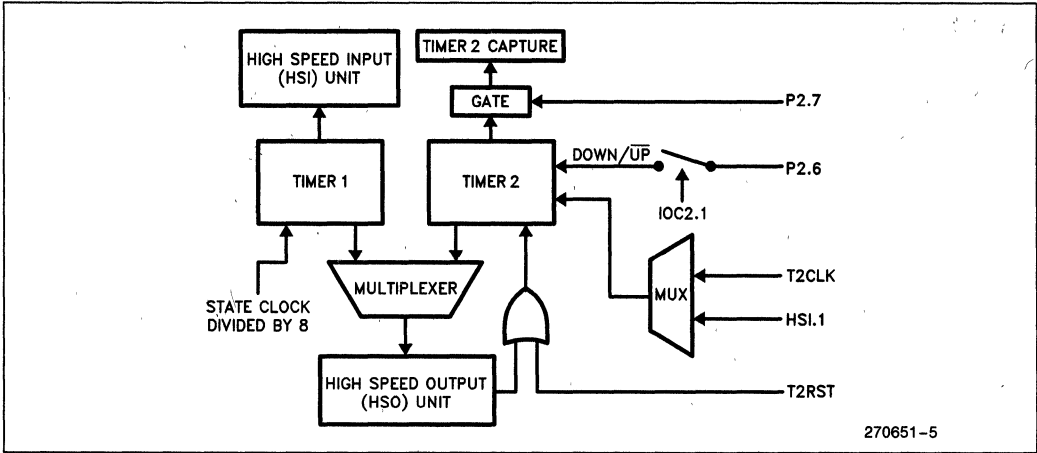 HIGH SPEED INPUT
(HSI) UNIT
TIMER 2 CAPTURE
GATE
P2.7
TIMER 1
TIMER 2
DOWN/U̅P̅
P2.6
IOC2.1
STATE CLOCK
DIVIDED BY 8
MULTIPLEXER
MUX
T2CLK
HSI.1
HIGH SPEED OUTPUT
(HSO) UNIT
T2RST
270651-5